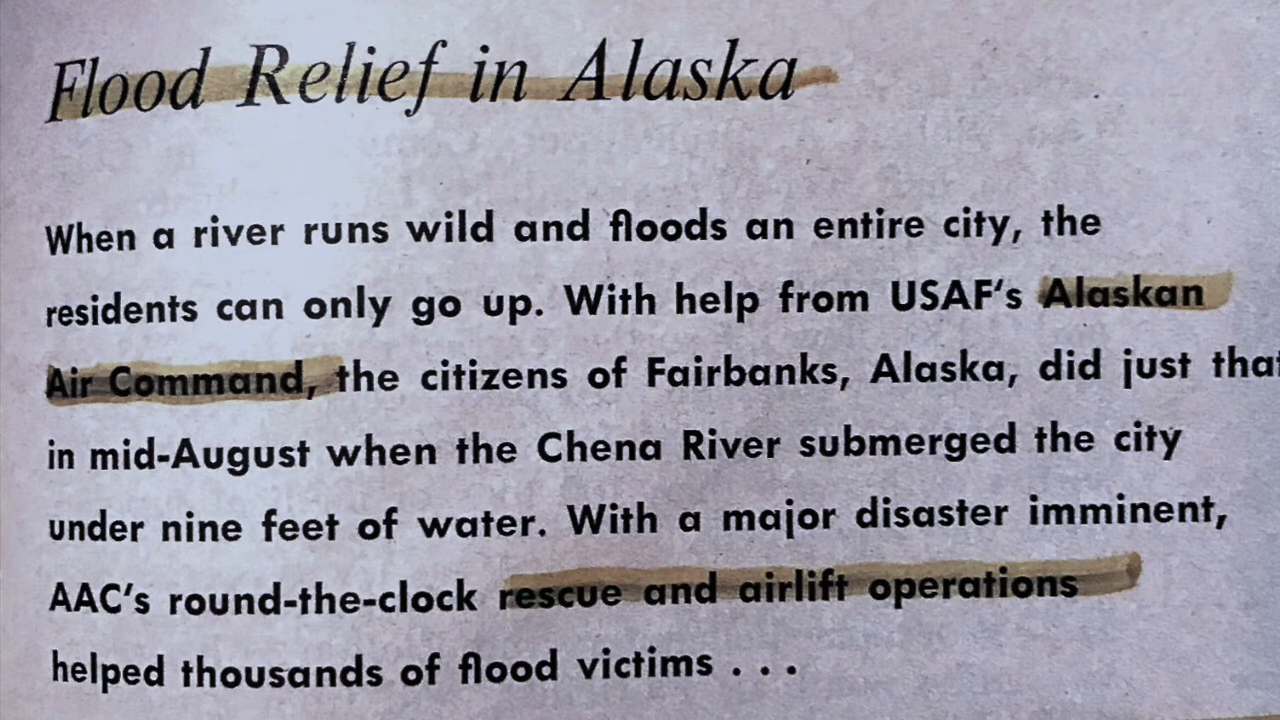 Flood Relief in Alaska
When a river runs wild and floods an entire city, the
residents can only go up. With help from USAF's Alaskan
Air Command, the citizens of Fairbanks, Alaska, did just that
in mid-August when the Chena River submerged the city
under nine feet of water. With a major disaster imminent,
AAC's round-the-clock rescue and airlift operations
helped thousands of flood victims . . .